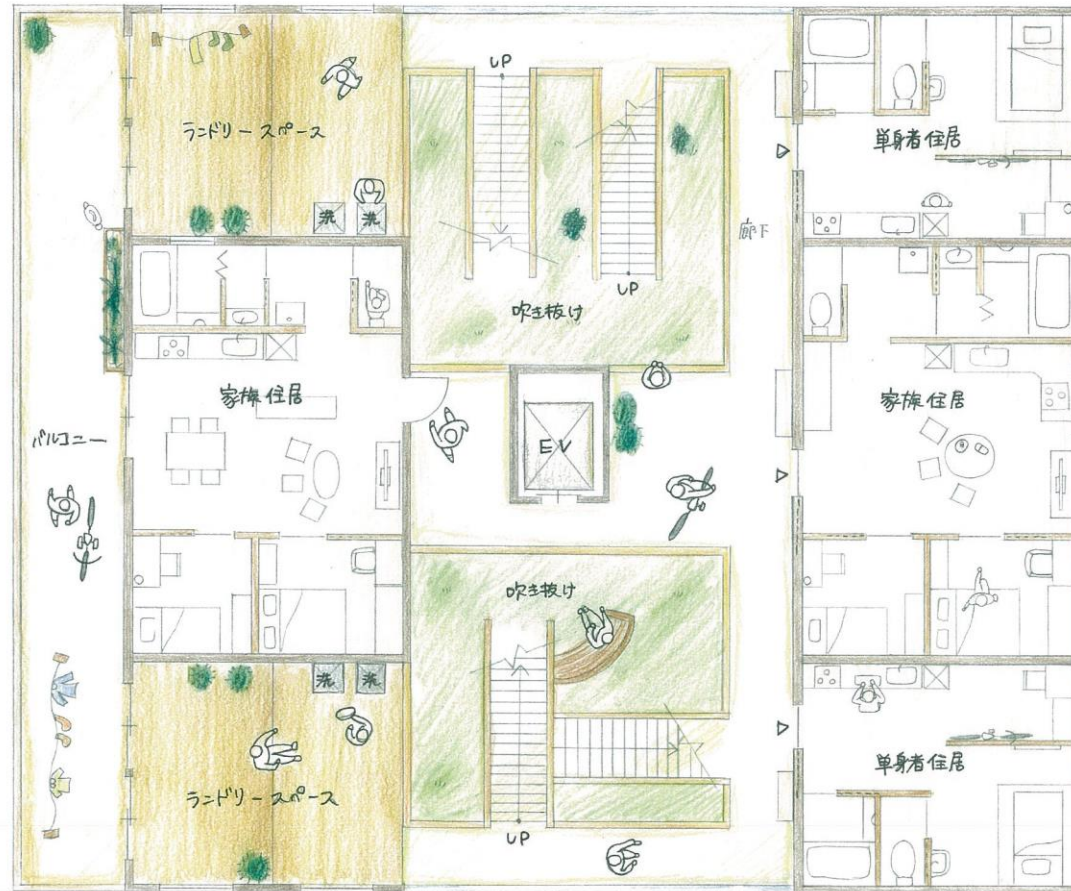 UP
ランドリースペース
単身者住居
洗
洗
廊下
UP
吹き抜け
家族住居
家族住居
バルコニー
EV
吹き抜け
洗
洗
単身者住居
ランドリースペース
UP